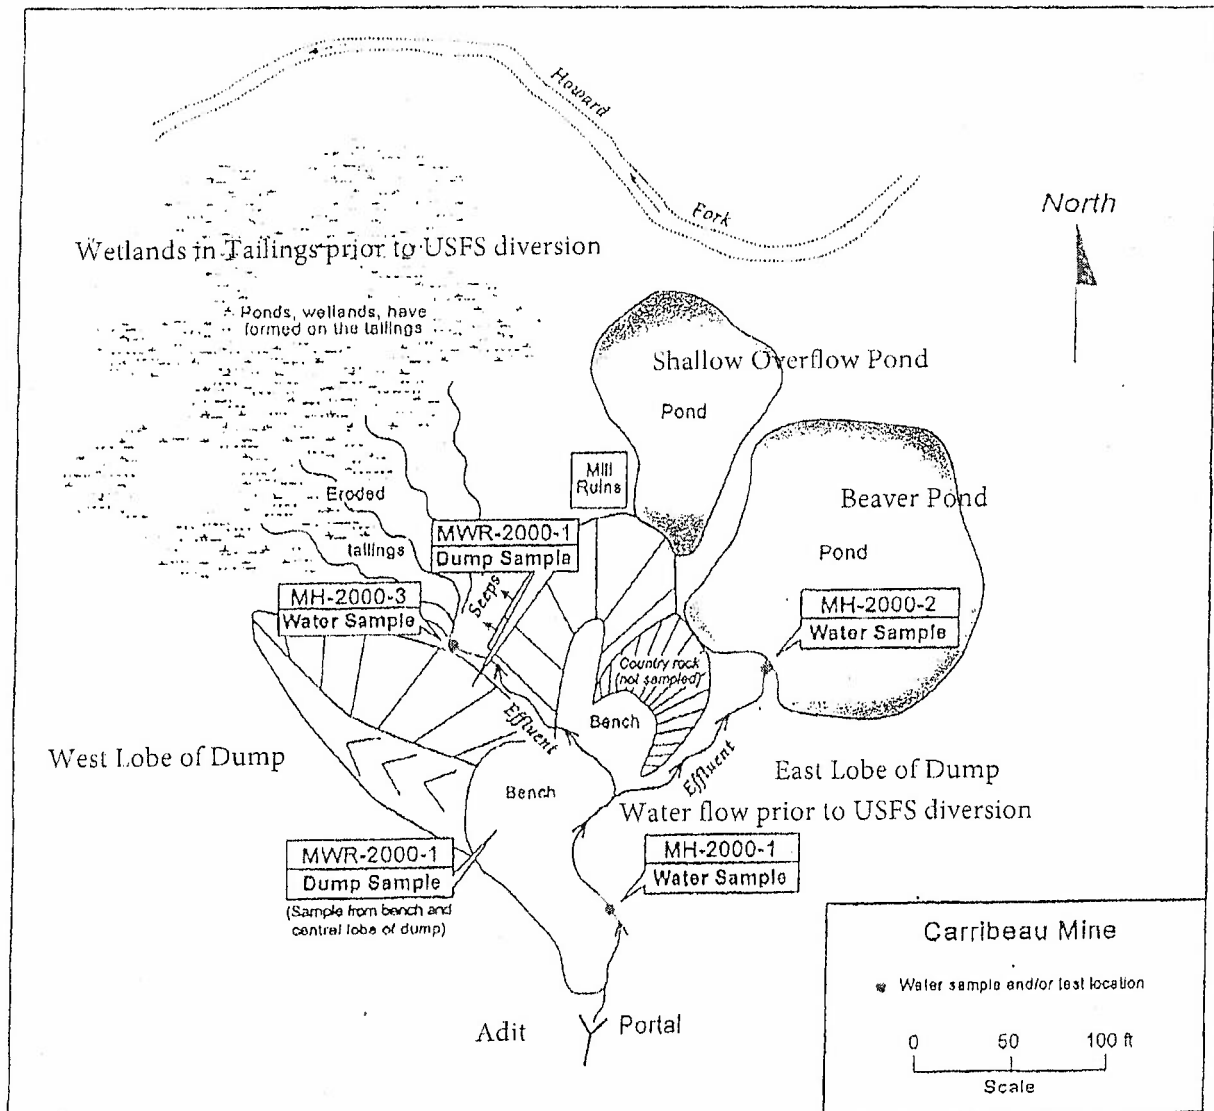 Howard
Fork
North
Wetlands in Tailings prior to USFS diversion
Ponds, wetlands, have
formed on the tailings
Shallow Overflow Pond
Pond
Mill
Ruins
Beaver Pond
Pond
Eroded
tailings
MWR-2000-1
Dump Sample
Seeps
MH-2000-3
Water Sample
MH-2000-2
Water Sample
Country rock
(not sampled)
Bench
Effluent
West Lobe of Dump
Bench
Effluent
East Lobe of Dump
Water flow prior to USFS diversion
MWR-2000-1
Dump Sample
(Sample from bench and
central lobe of dump)
MH-2000-1
Water Sample
Adit
Portal
Carribeau Mine
Water sample and/or test location
0 50 100 ft
Scale